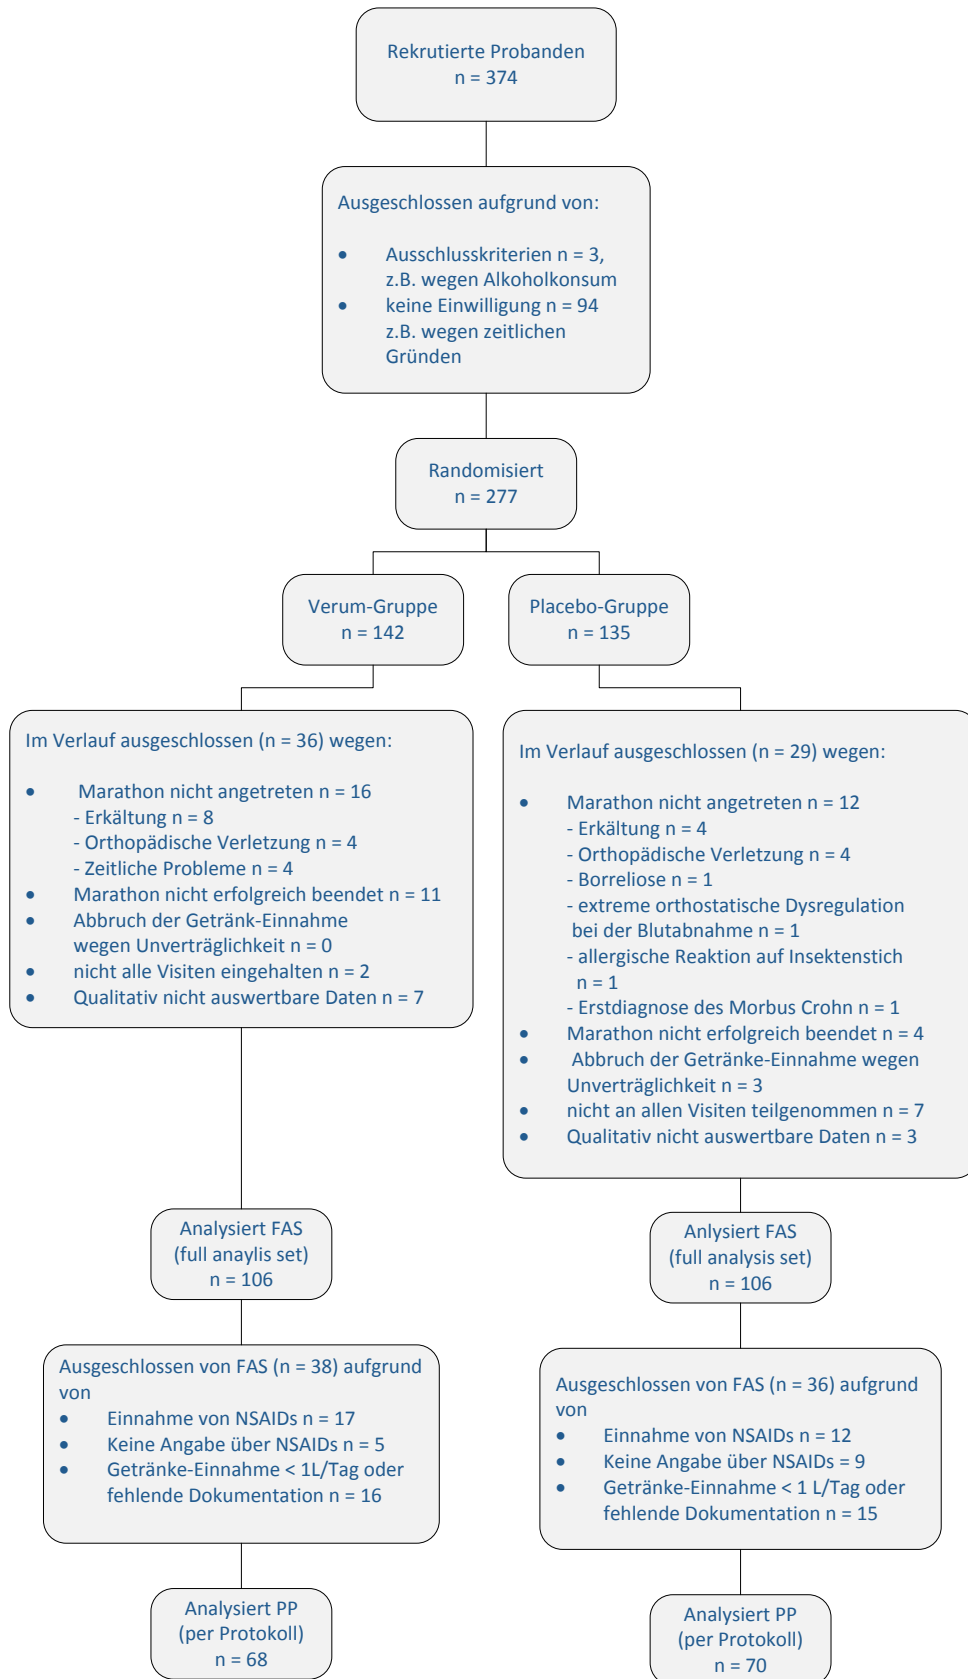 Rekrutierte Probanden
n = 374
Ausgeschlossen aufgrund von:
• Ausschlusskriterien n = 3,
z.B. wegen Alkoholkonsum
• keine Einwilligung n = 94
z.B. wegen zeitlichen
Gründen
Randomisiert
n = 277
Verum-Gruppe
n = 142
Placebo-Gruppe
n = 135
Im Verlauf ausgeschlossen (n = 36) wegen:
• Marathon nicht angetreten n = 16
- Erkältung n = 8
- Orthopädische Verletzung n = 4
- Zeitliche Probleme n = 4
• Marathon nicht erfolgreich beendet n = 11
• Abbruch der Getränk-Einnahme
wegen Unverträglichkeit n = 0
• nicht alle Visiten eingehalten n = 2
• Qualitativ nicht auswertbare Daten n = 7
Im Verlauf ausgeschlossen (n = 29) wegen:
• Marathon nicht angetreten n = 12
- Erkältung n = 4
- Orthopädische Verletzung n = 4
- Borreliose n = 1
- extreme orthostatische Dysregulation
bei der Blutabnahme n = 1
- allergische Reaktion auf Insektenstich
n = 1
- Erstdiagnose des Morbus Crohn n = 1
• Marathon nicht erfolgreich beendet n = 4
• Abbruch der Getränke-Einnahme wegen
Unverträglichkeit n = 3
• nicht an allen Visiten teilgenommen n = 7
• Qualitativ nicht auswertbare Daten n = 3
Analysiert FAS
(full anaylis set)
n = 106
Anlysiert FAS
(full analysis set)
n = 106
Ausgeschlossen von FAS (n = 38) aufgrund
von
• Einnahme von NSAIDs n = 17
• Keine Angabe über NSAIDs n = 5
• Getränke-Einnahme < 1L/Tag oder
fehlende Dokumentation n = 16
Ausgeschlossen von FAS (n = 36) aufgrund
von
• Einnahme von NSAIDs n = 12
• Keine Angabe über NSAIDs = 9
• Getränke-Einnahme < 1 L/Tag oder
fehlende Dokumentation n = 15
Analysiert PP
(per Protokoll)
n = 68
Analysiert PP
(per Protokoll)
n = 70